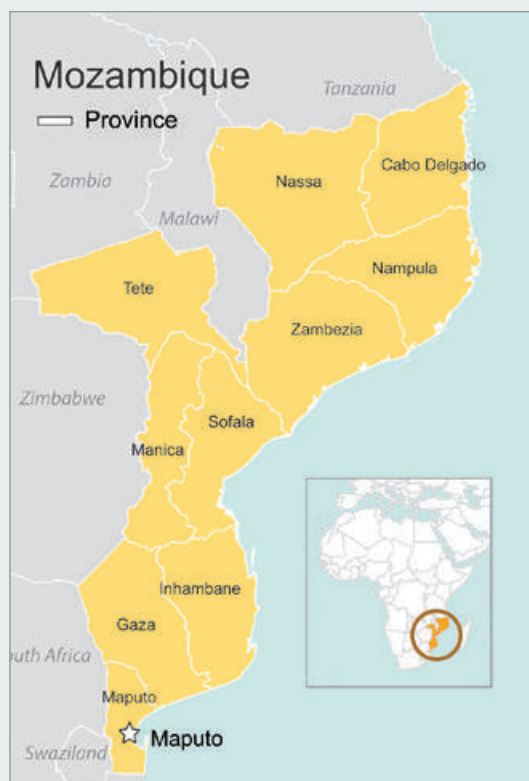 Mozambique
Province
Tanzania
Cabo Delgado
Nassa
Zambia
Malawi
Nampula
Tete
Zambezia
Zimbabwe
Sofala
Manica
Inhambane
Gaza
outh Africa
Maputo
Maputo
Swaziland